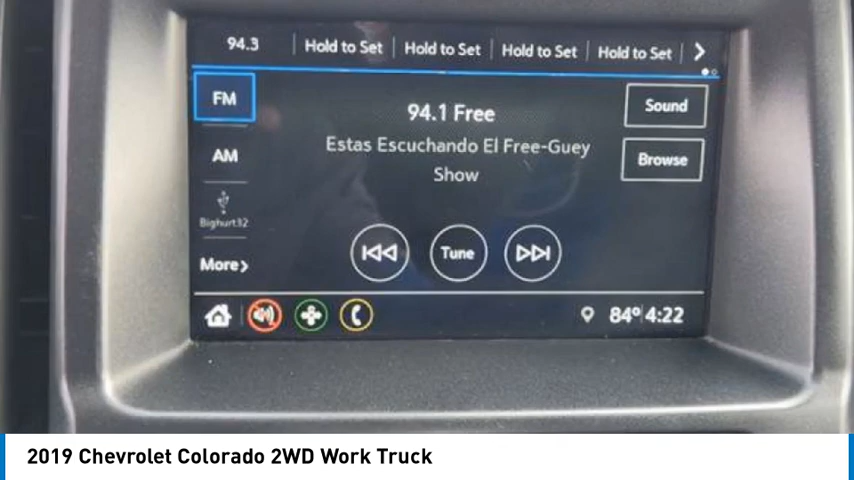 94.3 Hold to Set Hold to Set Hold to Set Hold to Set
FM
94.1 Free
Sound
Estas Escuchando El Free-Guey
Show
AM
Browse
Bighurt32
Tune
More
84° 4:22
2019 Chevrolet Colorado 2WD Work Truck